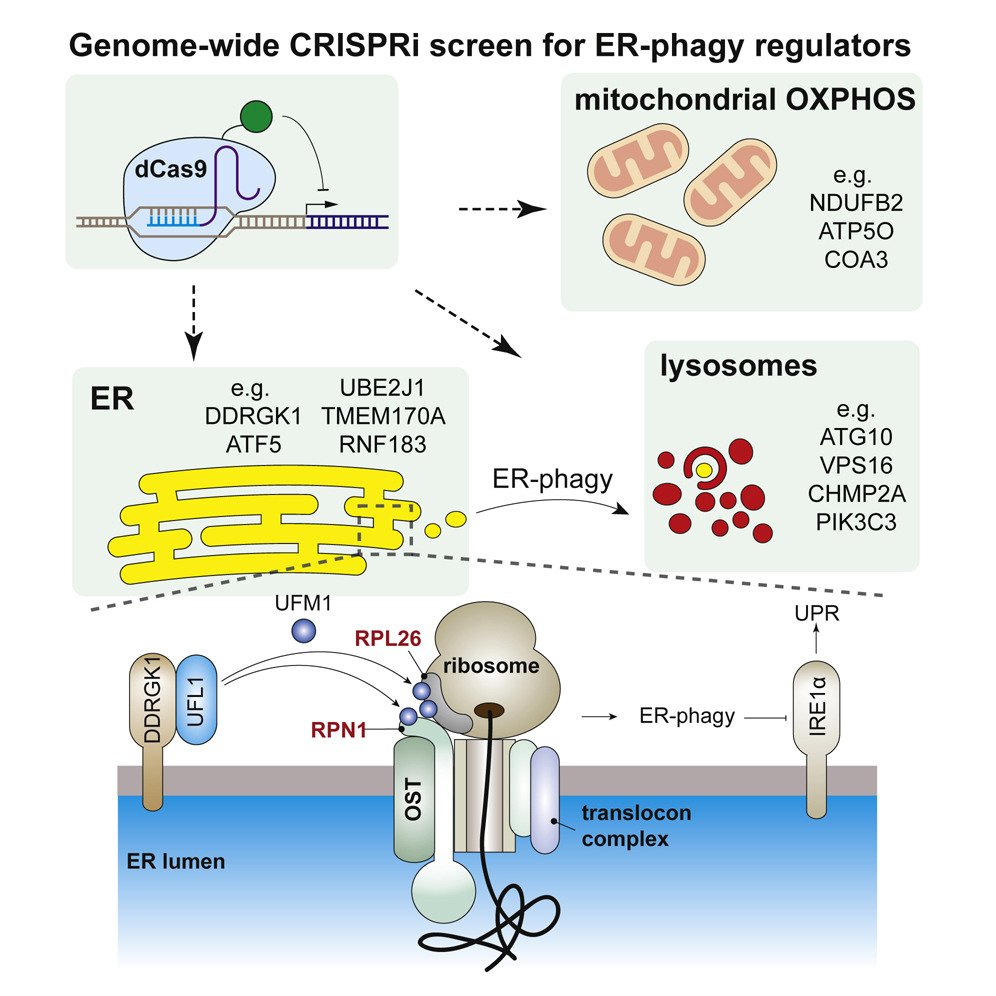 Genome-wide CRISPRi screen for ER-phagy regulators
dCas9
mitochondrial OXPHOS
e.g.
NDUFB2
ATP5O
COA3
ER
e.g.
DDRGK1
ATF5
UBE2J1
TMEM170A
RNF183
ER-phagy
lysosomes
e.g.
ATG10
VPS16
CHMP2A
PIK3C3
UFM1
RPL26
ribosome
UPR
DDRGK1
UFL1
RPN1
ER-phagy
IRE1α
OST
translocon
complex
ER lumen